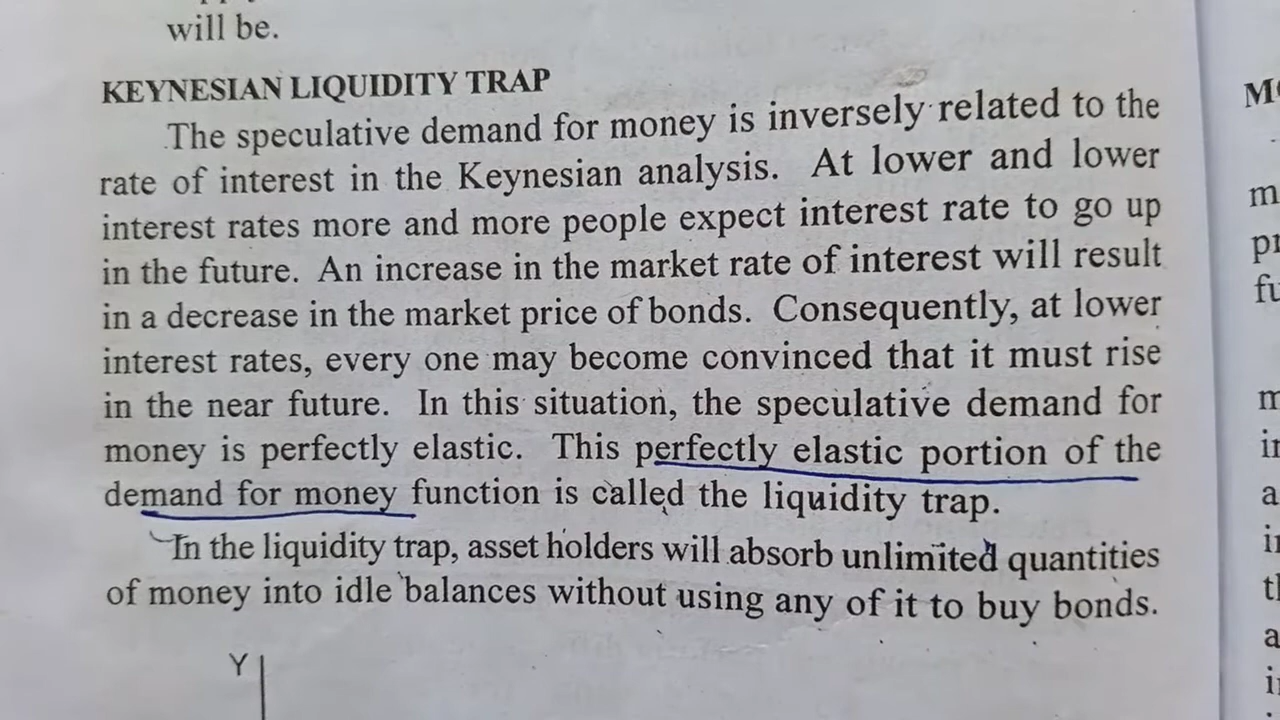 will be.
KEYNESIAN LIQUIDITY TRAP
The speculative demand for money is inversely related to the
rate of interest in the Keynesian analysis. At lower and lower
interest rates more and more people expect interest rate to go up
in the future. An increase in the market rate of interest will result
in a decrease in the market price of bonds. Consequently, at lower
interest rates, every one may become convinced that it must rise
in the near future. In this situation, the speculative demand for
money is perfectly elastic. This perfectly elastic portion of the
demand for money function is called the liquidity trap.
In the liquidity trap, asset holders will absorb unlimited quantities
of money into idle balances without using any of it to buy bonds.
Y